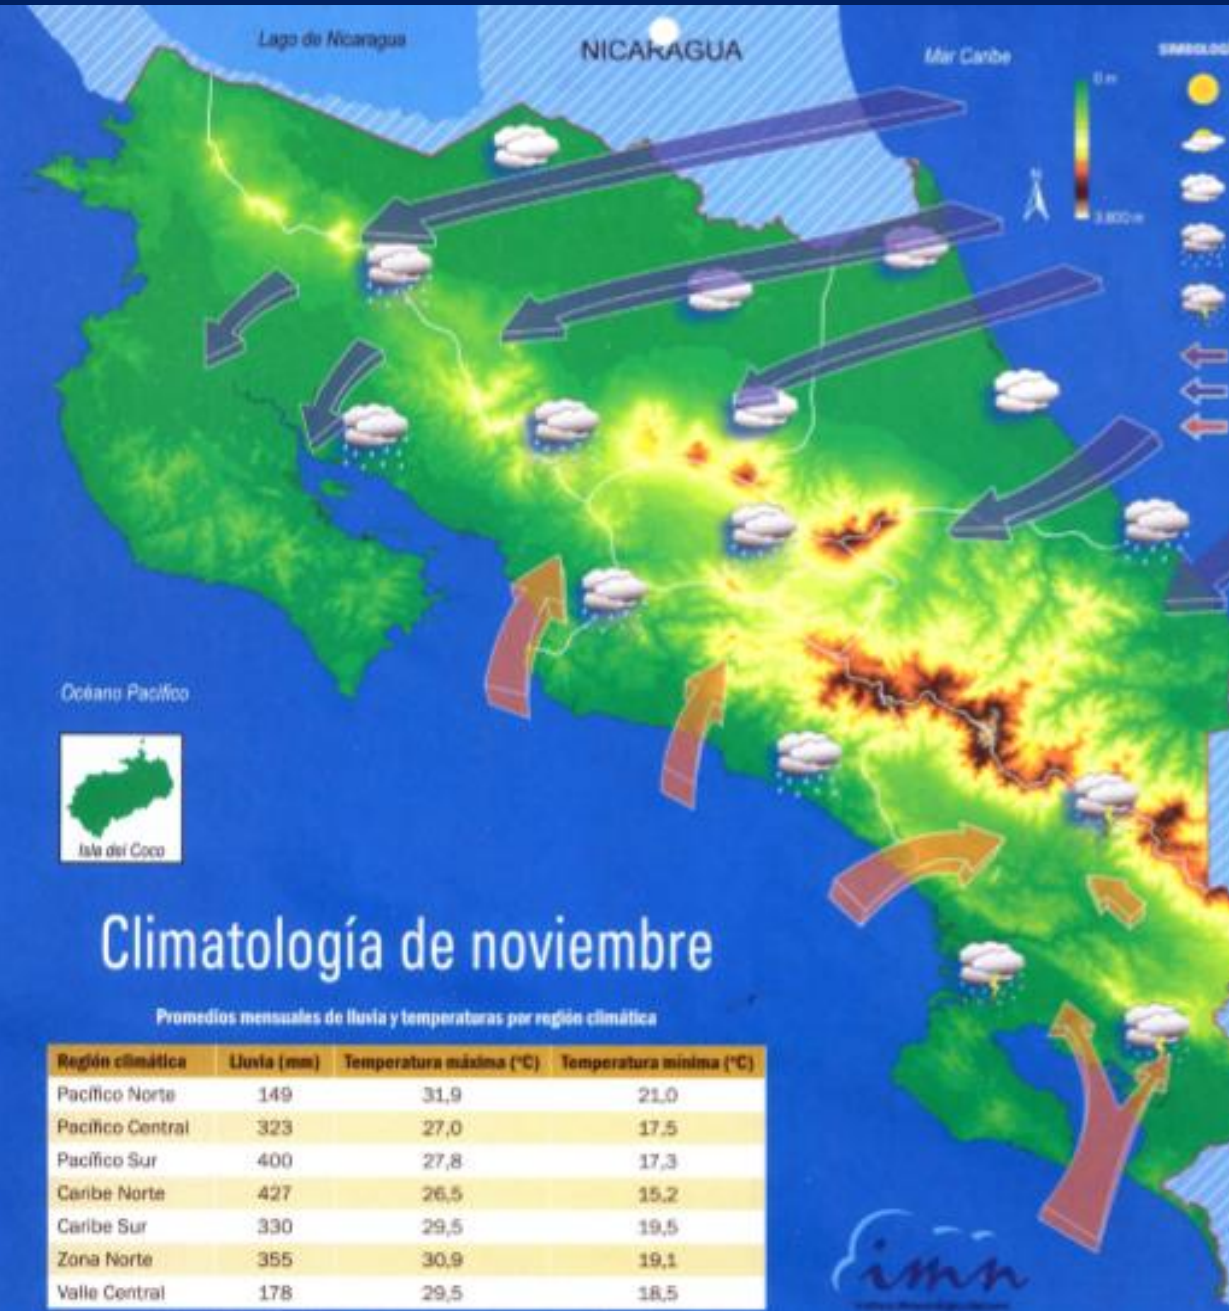 Lago de Nicaragua
NICARAGUA
Mar Caribe
SIMBOLOG
0 m
3.800 m
N
Océano Pacífico
Isla del Coco
Climatología de noviembre
Promedios mensuales de lluvia y temperaturas por región climática
Región climática Lluvia (mm) Temperatura máxima (°C) Temperatura mínima (°C)
Pacífico Norte 149 31,9 21,0
Pacífico Central 323 27,0 17,5
Pacífico Sur 400 27,8 17,3
Caribe Norte 427 26,5 15,2
Caribe Sur 330 29,5 19,5
Zona Norte 355 30,9 19,1
Valle Central 178 29,5 18,5
imn